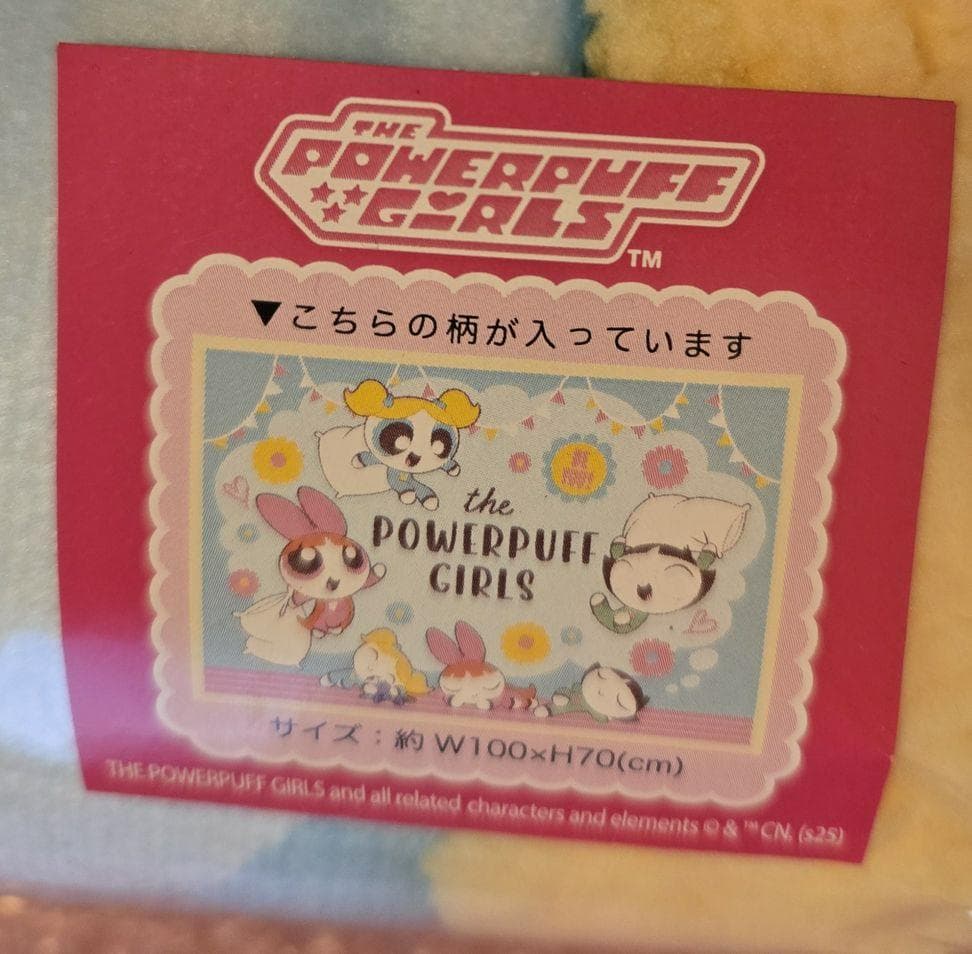 THE
POWERPUFF
GIRLS
TM
▼こちらの柄が入っています
the
POWERPUFF
GIRLS
サイズ：約 W100×H70(cm)
THE POWERPUFF GIRLS and all related characters and elements © & ™ CN. (s25)